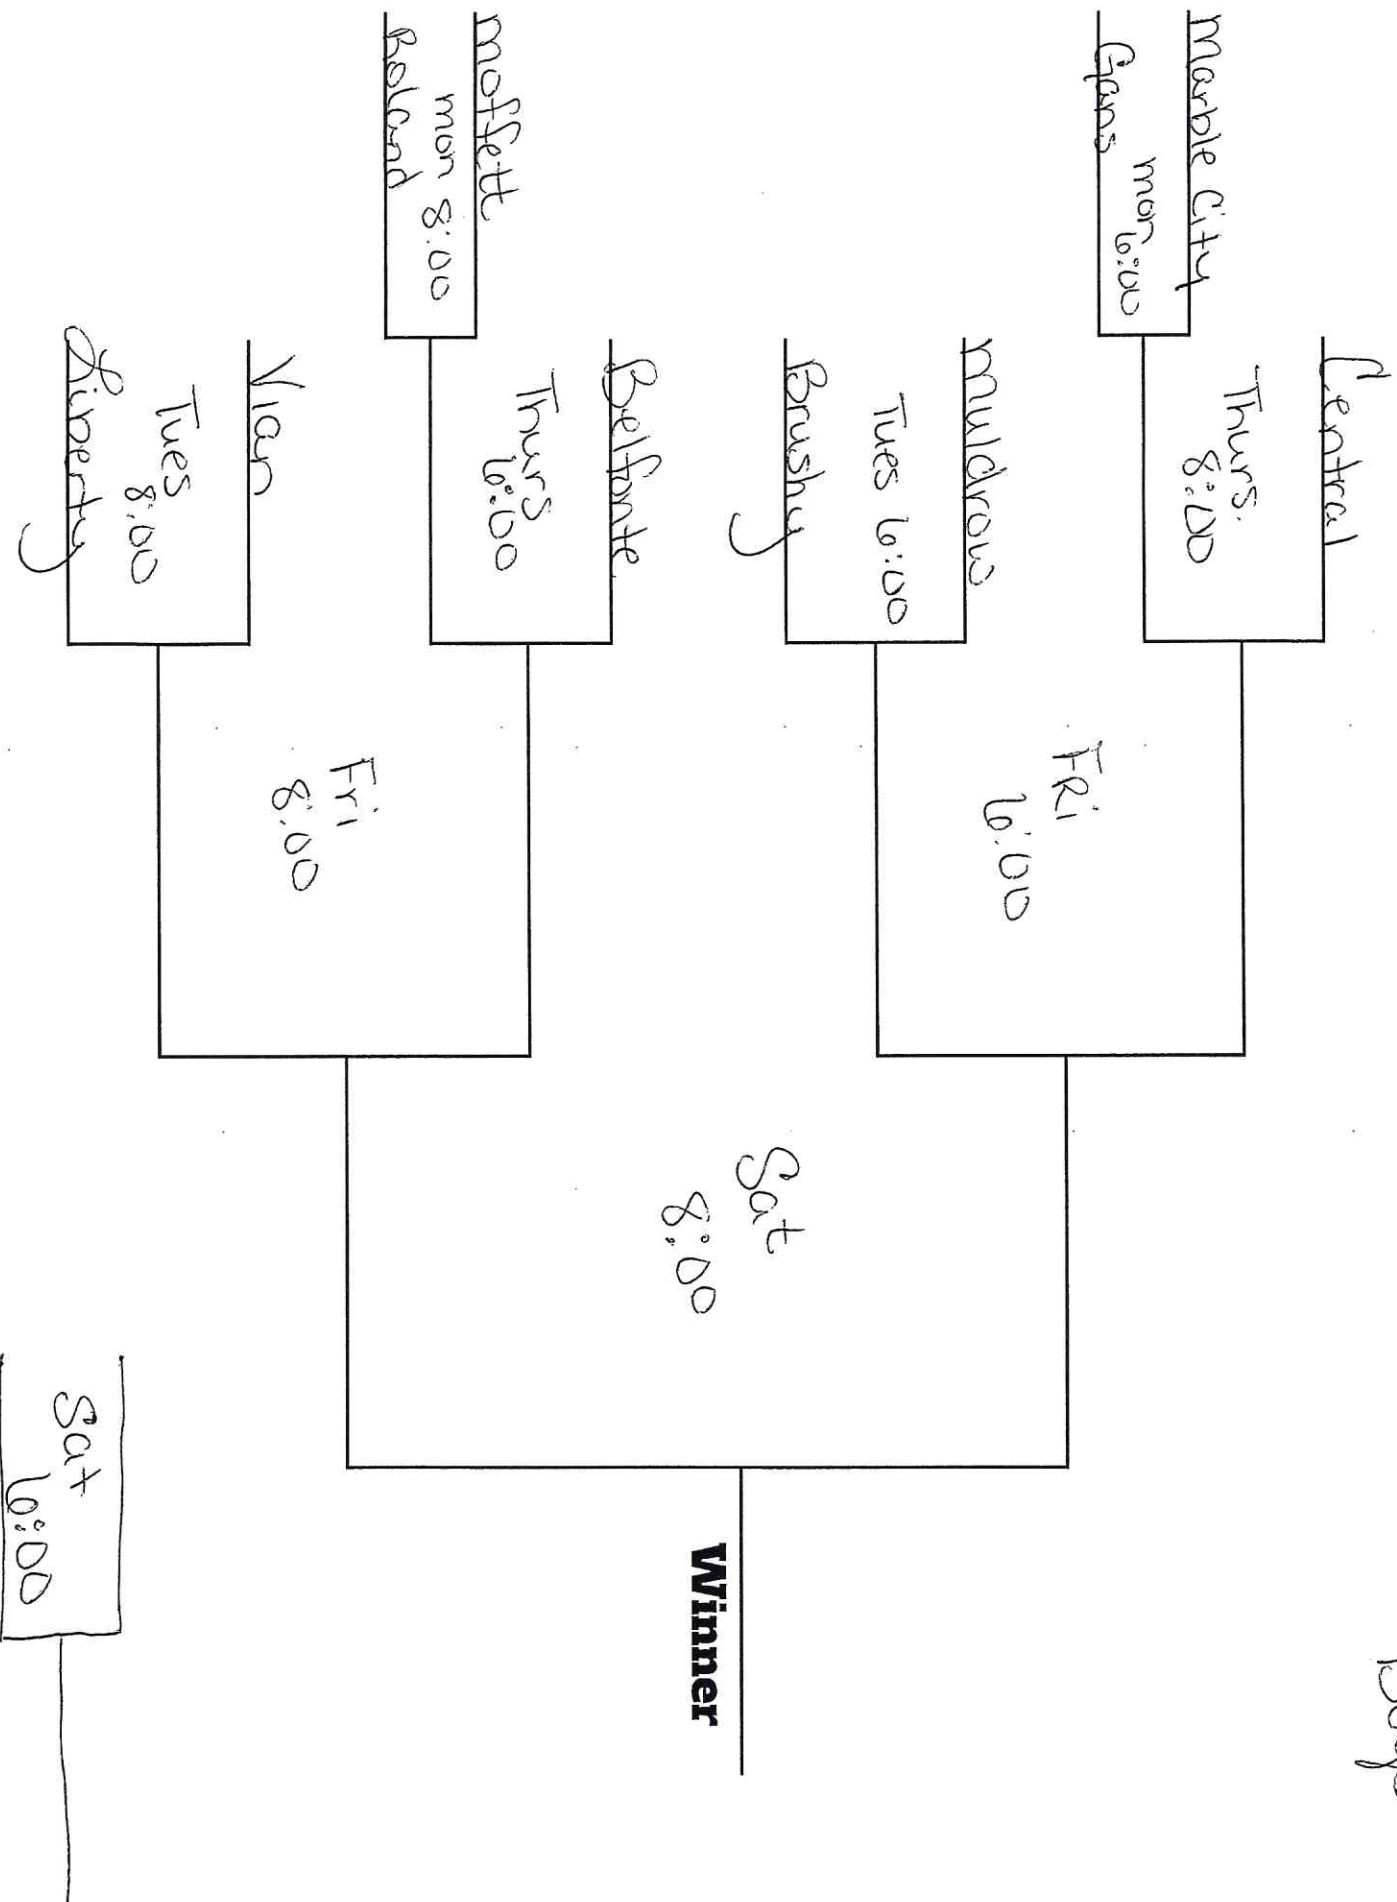 Boys
Central
Marble City
Thurs.
8:00
mon
6:00
Gans
FRi
6:00
Muldrow
Tues 6:00
Brushy
Sat
8:00
Winner
Belfonte
Thurs
6:00
Moffett
mon 8:00
Roland
Fri
8:00
Vian
Tues
8:00
Liberty
Sat
6:00